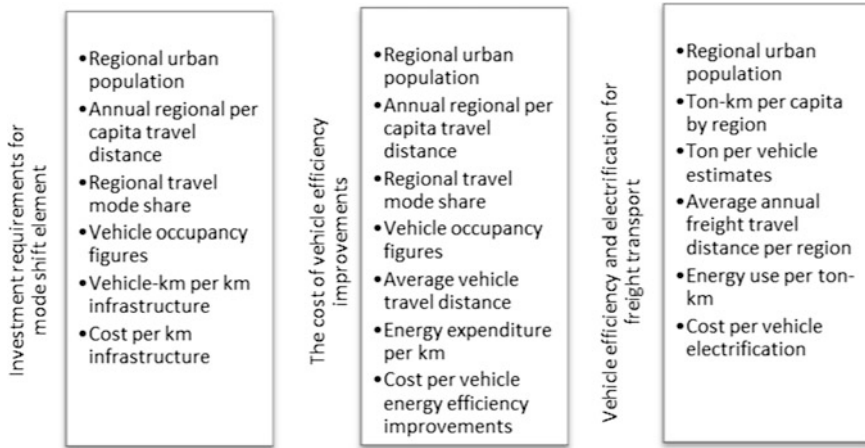 Investment requirements for
mode shift element
•Regional urban
population
•Annual regional per
capita travel
distance
•Regional travel
mode share
•Vehicle occupancy
figures
•Vehicle-km per km
infrastructure
•Cost per km
infrastructure
The cost of vehicle efficiency
improvements
•Regional urban
population
•Annual regional per
capita travel
distance
•Regional travel
mode share
•Vehicle occupancy
figures
•Average vehicle
travel distance
•Energy expenditure
per km
•Cost per vehicle
energy efficiency
improvements
Vehicle efficiency and electrification for
freight transport
•Regional urban
population
•Ton-km per capita
by region
•Ton per vehicle
estimates
•Average annual
freight travel
distance per region
•Energy use per ton-
km
•Cost per vehicle
electrification